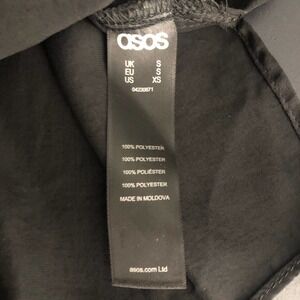 asos
UK S
EU S
US XS
04230871
100% POLYESTER
100% POLYESTER
100% POLIÉSTER
100% POLYESTER
MADE IN MOLDOVA
asos.com Ltd